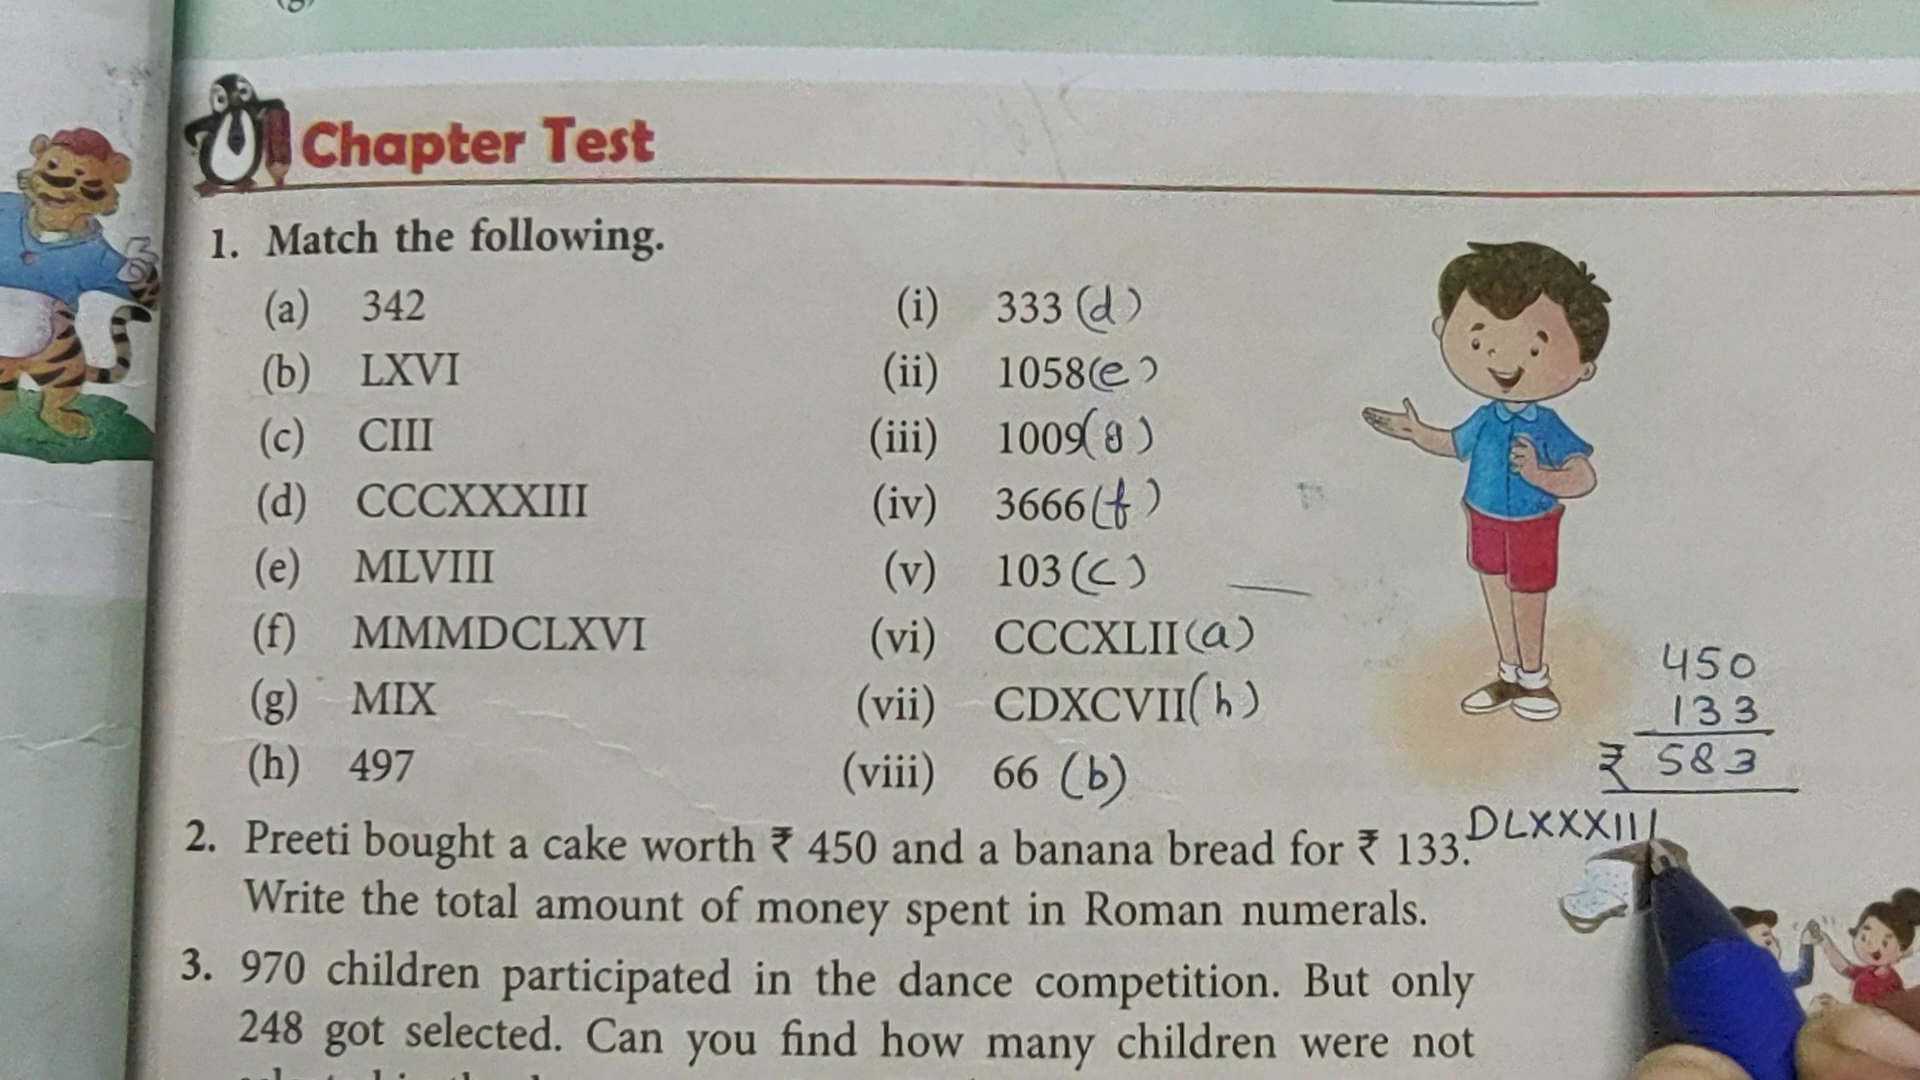 Chapter Test
1. Match the following.
(a) 342 (i) 333 (d)
(b) LXVI (ii) 1058 (e)
(c) CIII (iii) 1009 (g)
(d) CCCXXXIII (iv) 3666 (f)
(e) MLVIII (v) 103 (c)
(f) MMMDCLXVI (vi) CCCXLII (a)
(g) MIX (vii) CDXCVII (h)
(h) 497 (viii) 66 (b)
450
133
₹ 583
DLXXXIII
2. Preeti bought a cake worth ₹ 450 and a banana bread for ₹ 133.
Write the total amount of money spent in Roman numerals.
3. 970 children participated in the dance competition. But only
248 got selected. Can you find how many children were not